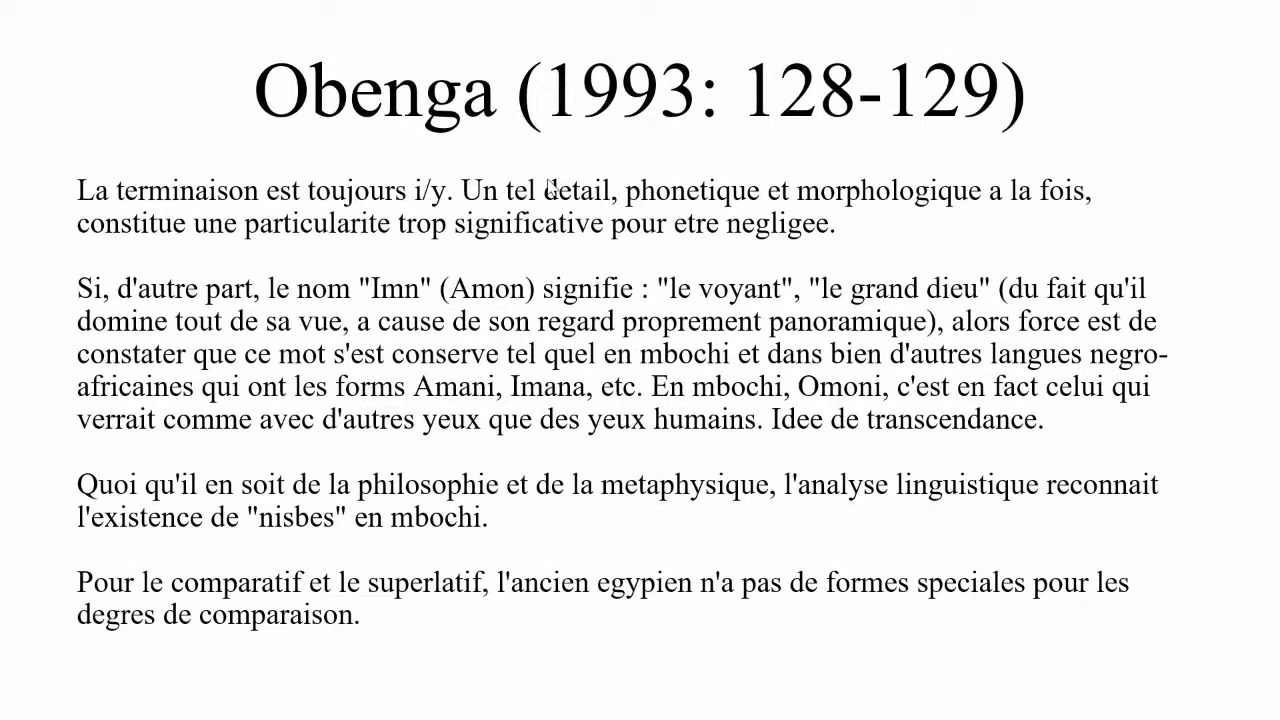 Obenga (1993: 128-129)
La terminaison est toujours i/y. Un tel detail, phonetique et morphologique a la fois,
constitue une particularite trop significative pour etre negligee.
Si, d'autre part, le nom "Imn" (Amon) signifie : "le voyant", "le grand dieu" (du fait qu'il
domine tout de sa vue, a cause de son regard proprement panoramique), alors force est de
constater que ce mot s'est conserve tel quel en mbochi et dans bien d'autres langues negro-
africaines qui ont les forms Amani, Imana, etc. En mbochi, Omoni, c'est en fact celui qui
verrait comme avec d'autres yeux que des yeux humains. Idee de transcendance.
Quoi qu'il en soit de la philosophie et de la metaphysique, l'analyse linguistique reconnait
l'existence de "nisbes" en mbochi.
Pour le comparatif et le superlatif, l'ancien egypien n'a pas de formes speciales pour les
degres de comparaison.